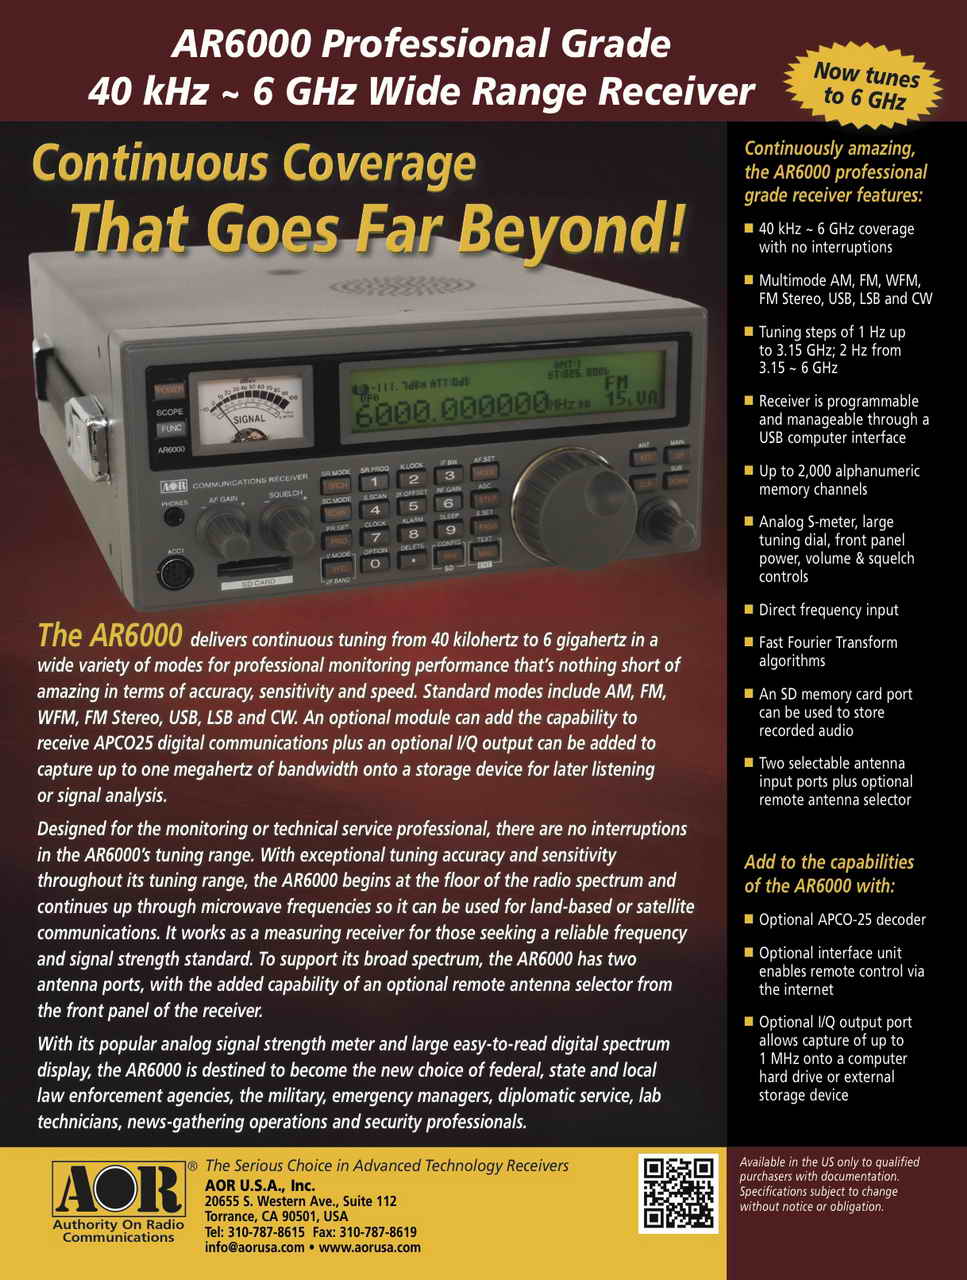 AR6000 Professional Grade
40 kHz ~ 6 GHz Wide Range Receiver
Now tunes
to 6 GHz
Continuous Coverage
That Goes Far Beyond!
POWER
SCOPE
FUNC
AR6000
SIGNAL
FM
6000.000000MHz
AOR COMMUNICATIONS RECEIVER
PHONES
AF GAIN
SQUELCH
ACC1
SD CARD
SR.MODE
SR.PROG
K.LOCK
IF BW
AF.SET
1
2
3
4
5
6
7
8
9
0
CLOCK
ALARM
SLEEP
OPTION
DELETE
CONFIG
TEXT
SD
ENT
ANT
MAIN
SUB
The AR6000 delivers continuous tuning from 40 kilohertz to 6 gigahertz in a
wide variety of modes for professional monitoring performance that's nothing short of
amazing in terms of accuracy, sensitivity and speed. Standard modes include AM, FM,
WFM, FM Stereo, USB, LSB and CW. An optional module can add the capability to
receive APCO25 digital communications plus an optional I/Q output can be added to
capture up to one megahertz of bandwidth onto a storage device for later listening
or signal analysis.
Designed for the monitoring or technical service professional, there are no interruptions
in the AR6000's tuning range. With exceptional tuning accuracy and sensitivity
throughout its tuning range, the AR6000 begins at the floor of the radio spectrum and
continues up through microwave frequencies so it can be used for land-based or satellite
communications. It works as a measuring receiver for those seeking a reliable frequency
and signal strength standard. To support its broad spectrum, the AR6000 has two
antenna ports, with the added capability of an optional remote antenna selector from
the front panel of the receiver.
With its popular analog signal strength meter and large easy-to-read digital spectrum
display, the AR6000 is destined to become the new choice of federal, state and local
law enforcement agencies, the military, emergency managers, diplomatic service, lab
technicians, news-gathering operations and security professionals.
Continuously amazing,
the AR6000 professional
grade receiver features:
40 kHz ~ 6 GHz coverage
with no interruptions
Multimode AM, FM, WFM,
FM Stereo, USB, LSB and CW
Tuning steps of 1 Hz up
to 3.15 GHz; 2 Hz from
3.15 ~ 6 GHz
Receiver is programmable
and manageable through a
USB computer interface
Up to 2,000 alphanumeric
memory channels
Analog S-meter, large
tuning dial, front panel
power, volume & squelch
controls
Direct frequency input
Fast Fourier Transform
algorithms
An SD memory card port
can be used to store
recorded audio
Two selectable antenna
input ports plus optional
remote antenna selector
Add to the capabilities
of the AR6000 with:
Optional APCO-25 decoder
Optional interface unit
enables remote control via
the internet
Optional I/Q output port
allows capture of up to
1 MHz onto a computer
hard drive or external
storage device
AOR®
Authority On Radio
Communications
The Serious Choice in Advanced Technology Receivers
AOR U.S.A., Inc.
20655 S. Western Ave., Suite 112
Torrance, CA 90501, USA
Tel: 310-787-8615 Fax: 310-787-8619
info@aorusa.com • www.aorusa.com
Available in the US only to qualified
purchasers with documentation.
Specifications subject to change
without notice or obligation.